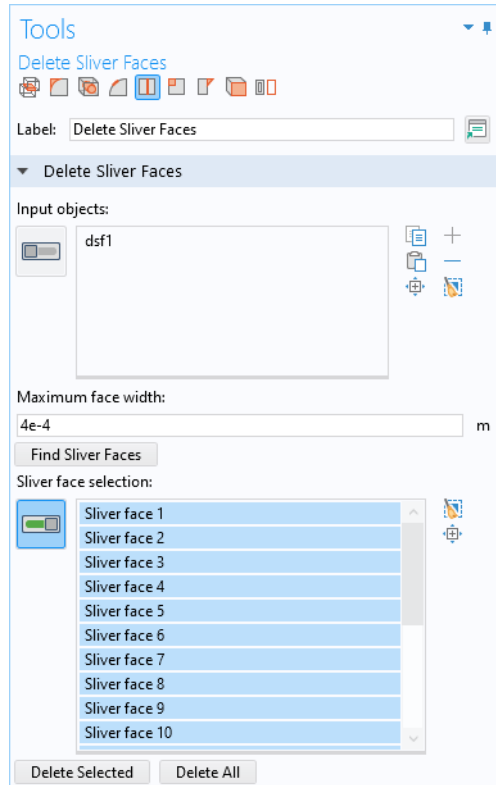 Tools
Delete Sliver Faces
Label: Delete Sliver Faces
Delete Sliver Faces
Input objects:
dsf1
Maximum face width:
4e-4 m
Find Sliver Faces
Sliver face selection:
Sliver face 1
Sliver face 2
Sliver face 3
Sliver face 4
Sliver face 5
Sliver face 6
Sliver face 7
Sliver face 8
Sliver face 9
Sliver face 10
Delete Selected Delete All